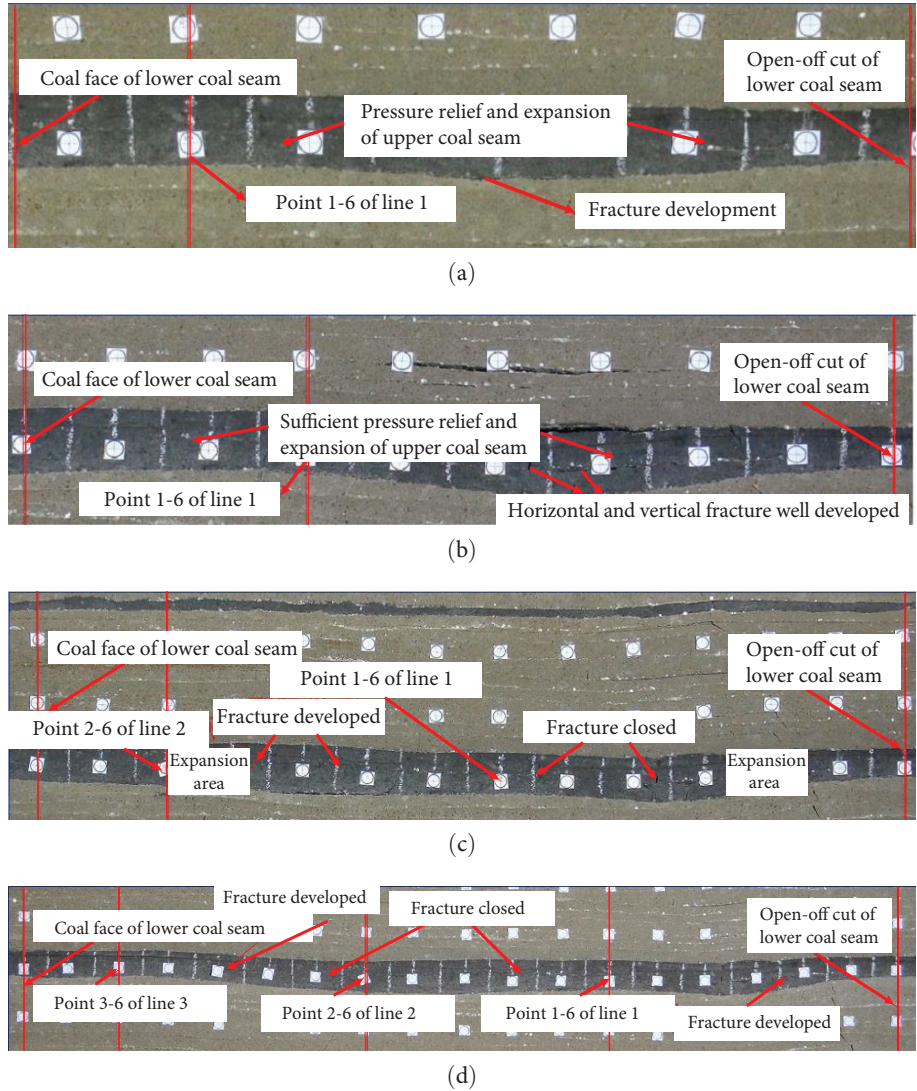 Coal face of lower coal seam
Pressure relief and expansion
of upper coal seam
Open-off cut of
lower coal seam
Point 1-6 of line 1
Fracture development
(a)
Coal face of lower coal seam
Sufficient pressure relief and
expansion of upper coal seam
Open-off cut of
lower coal seam
Point 1-6 of line 1
Horizontal and vertical fracture well developed
(b)
Coal face of lower coal seam
Point 1-6 of line 1
Open-off cut of
lower coal seam
Point 2-6 of line 2
Fracture developed
Fracture closed
Expansion
area
Expansion
area
(c)
Fracture developed
Coal face of lower coal seam
Fracture closed
Open-off cut of
lower coal seam
Point 3-6 of line 3
Point 2-6 of line 2
Point 1-6 of line 1
Fracture developed
(d)